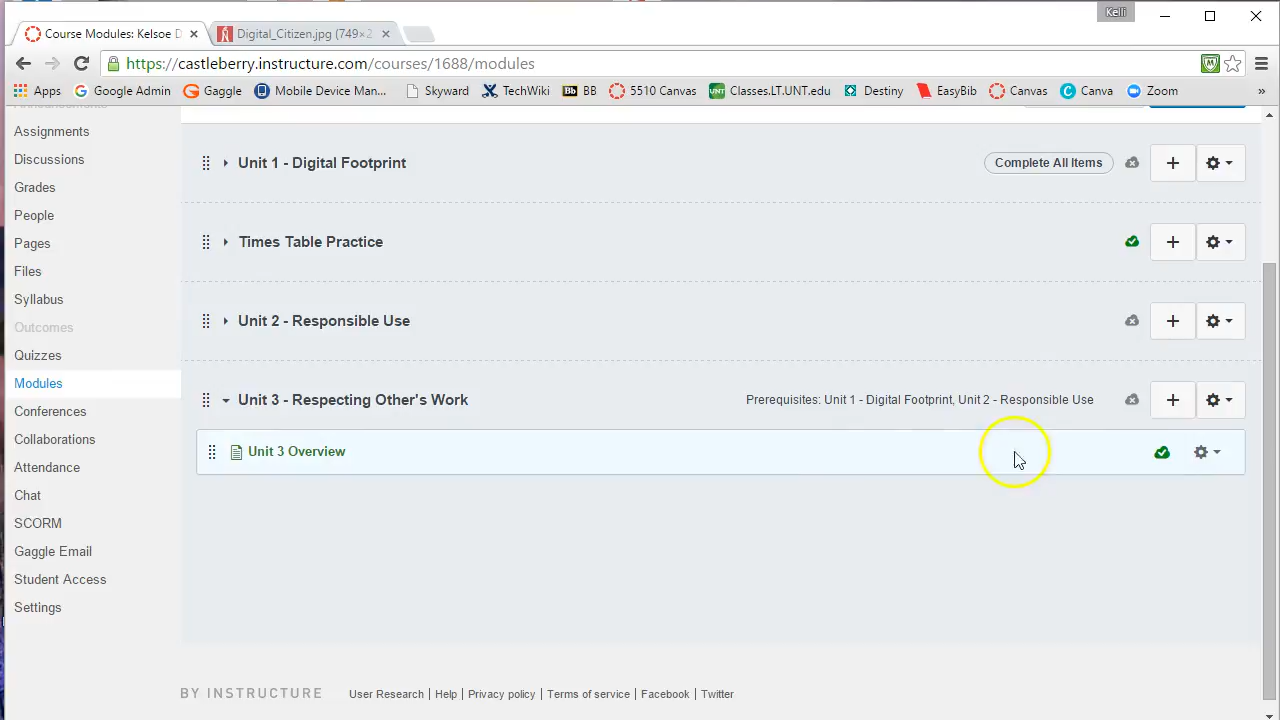 Kelli
Course Modules: Kelsoe D
Digital_Citizen.jpg (749×2
https://castleberry.instructure.com/courses/1688/modules
Apps Google Admin Gaggle Mobile Device Man... Skyward TechWiki BB 5510 Canvas Classes.LT.UNT.edu Destiny EasyBib Canvas Canva Zoom »
Announcements
Assignments
Discussions
Grades
People
Pages
Files
Syllabus
Outcomes
Quizzes
Modules
Conferences
Collaborations
Attendance
Chat
SCORM
Gaggle Email
Student Access
Settings
Unit 1 - Digital Footprint
Complete All Items
Times Table Practice
Unit 2 - Responsible Use
Unit 3 - Respecting Other's Work
Prerequisites: Unit 1 - Digital Footprint, Unit 2 - Responsible Use
Unit 3 Overview
BY INSTRUCTURE
User Research | Help | Privacy policy | Terms of service | Facebook | Twitter